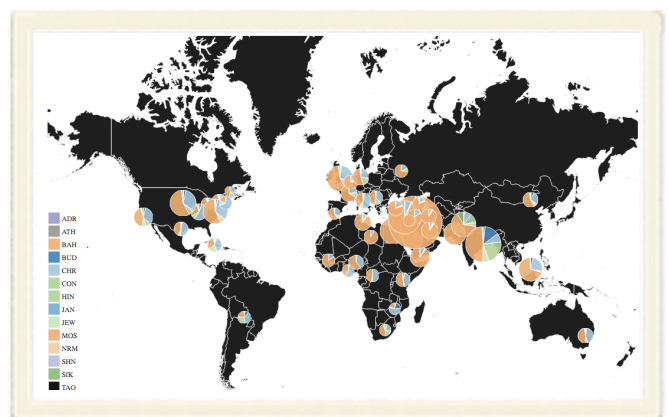 ADR
ATH
BAH
BUD
CHR
CON
HIN
JAN
JEW
MOS
NRM
SHN
SIK
TAO